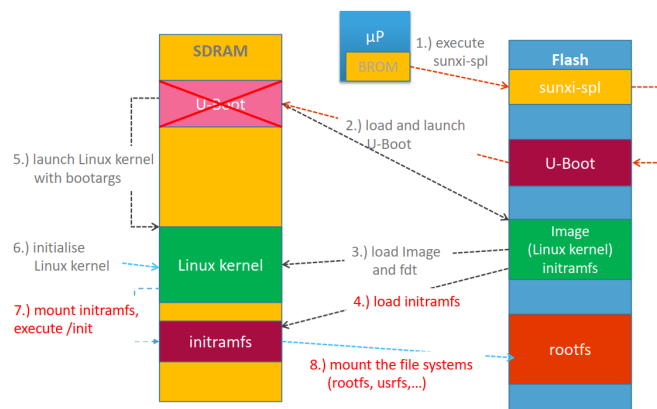 SDRAM
µP
BROM
1.) execute
sunxi-spl
Flash
sunxi-spl
U-Boot
2.) load and launch
U-Boot
U-Boot
5.) launch Linux kernel
with bootargs
Image
(Linux kernel)
initramfs
6.) initialise
Linux kernel
Linux kernel
3.) load Image
and fdt
7.) mount initramfs,
execute /init
4.) load initramfs
initramfs
rootfs
8.) mount the file systems
(rootfs, usrfs,...)